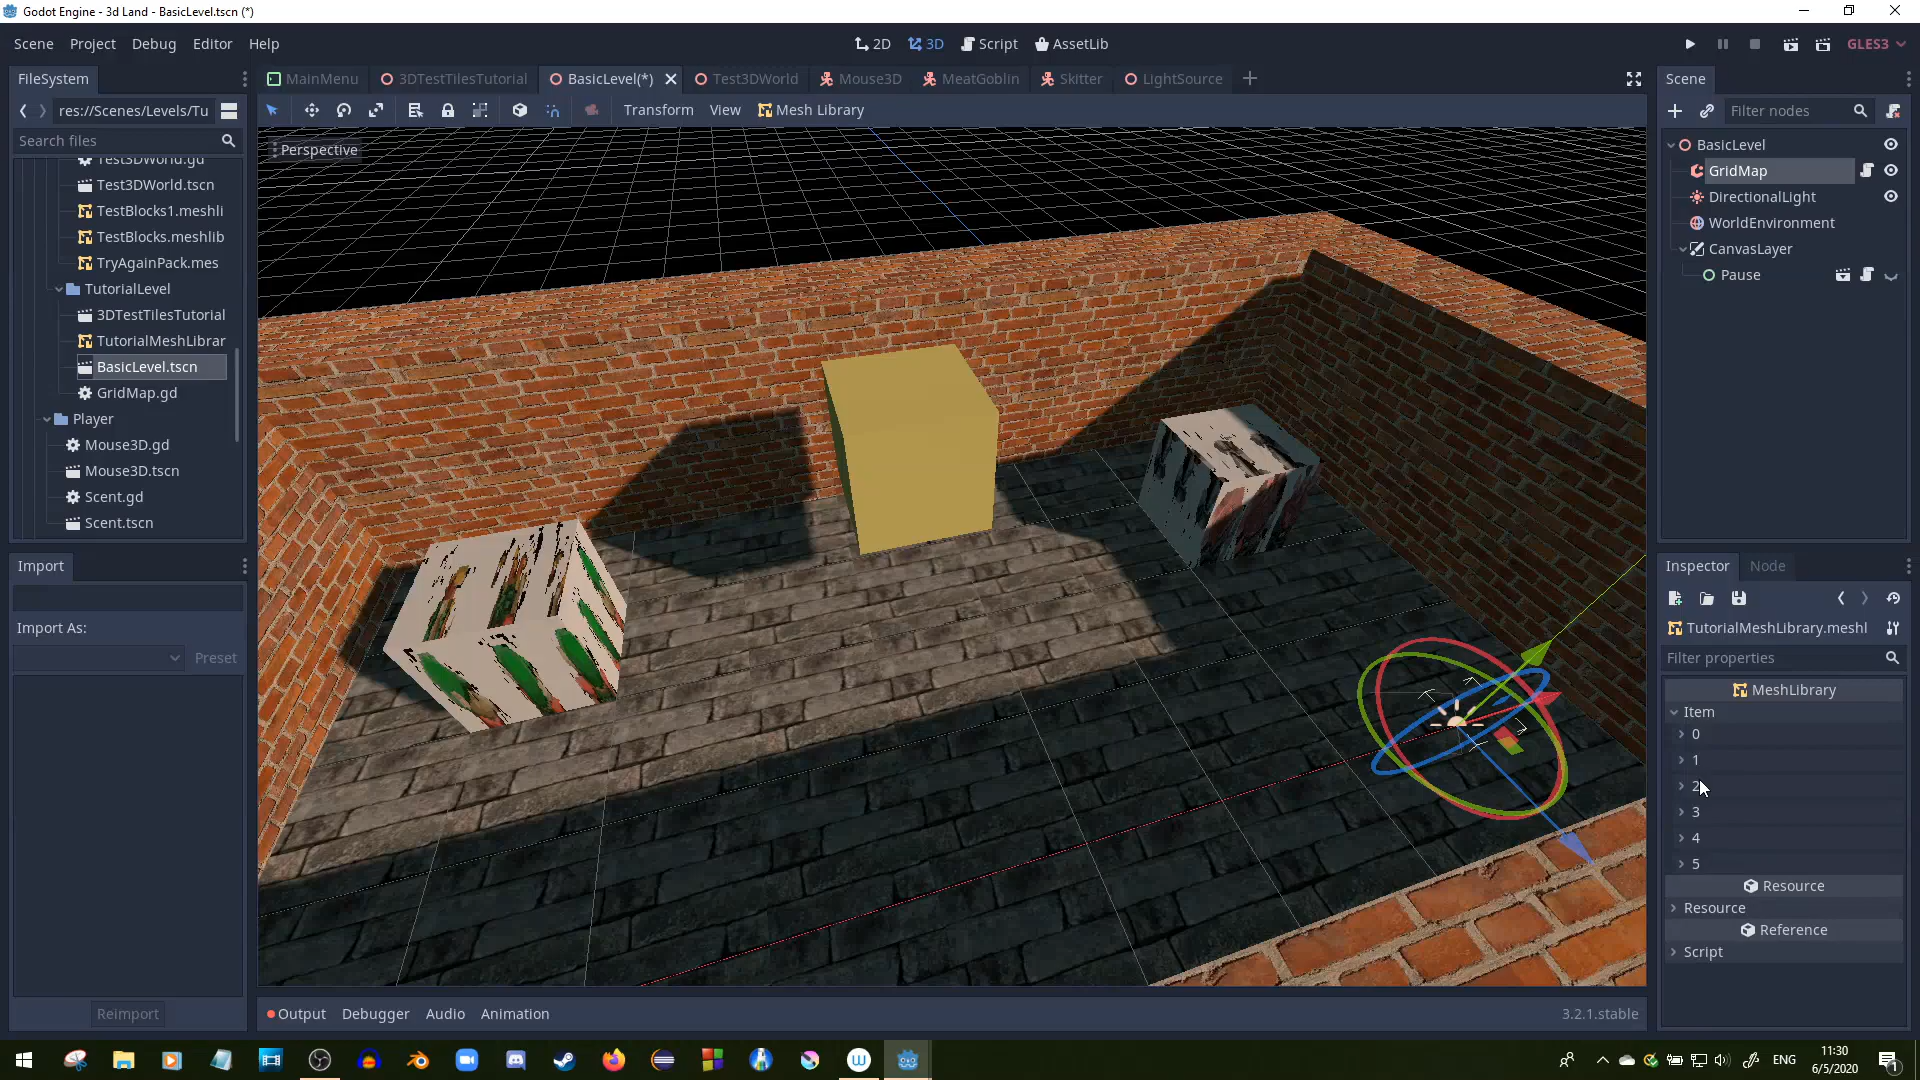 Godot Engine - 3d Land - BasicLevel.tscn (*)
Scene Project Debug Editor Help
2D 3D Script AssetLib
GLES3
FileSystem
MainMenu 3DTestTilesTutorial BasicLevel(*) Test3DWorld Mouse3D MeatGoblin Skitter LightSource
res://Scenes/Levels/Tu
Search files
Transform View Mesh Library
Perspective
Test3DWorld.gd
Test3DWorld.tscn
TestBlocks1.meshli
TestBlocks.meshlib
TryAgainPack.mes
TutorialLevel
3DTestTilesTutorial
TutorialMeshLibrar
BasicLevel.tscn
GridMap.gd
Player
Mouse3D.gd
Mouse3D.tscn
Scent.gd
Scent.tscn
Import
Import As:
Preset
Reimport
Scene
Filter nodes
BasicLevel
GridMap
DirectionalLight
WorldEnvironment
CanvasLayer
Pause
Inspector Node
TutorialMeshLibrary.meshl
Filter properties
MeshLibrary
Item
0
1
2
3
4
5
Resource
Resource
Reference
Script
Output Debugger Audio Animation
3.2.1.stable
W
ENG
11:30
6/5/2020
1